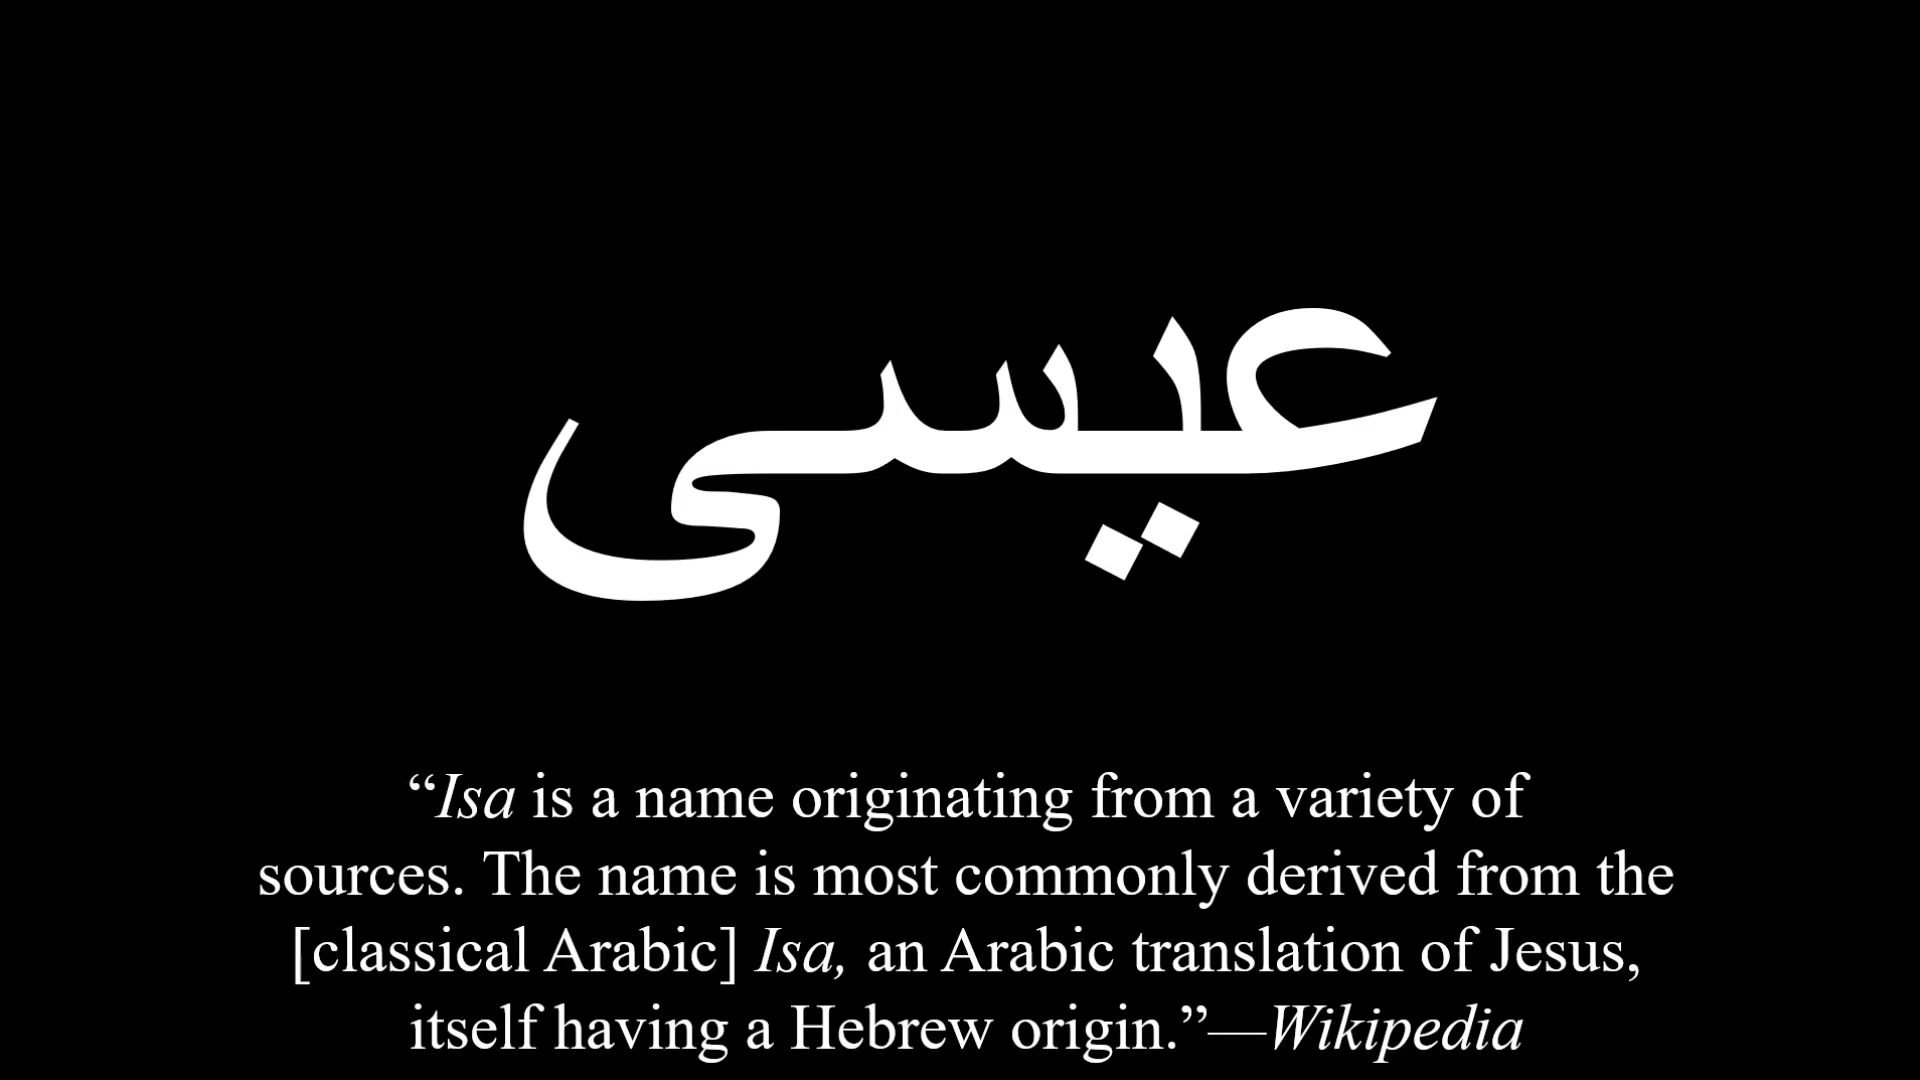 عيسى
“Isa is a name originating from a variety of
sources. The name is most commonly derived from the
[classical Arabic] Isa, an Arabic translation of Jesus,
itself having a Hebrew origin.”—Wikipedia